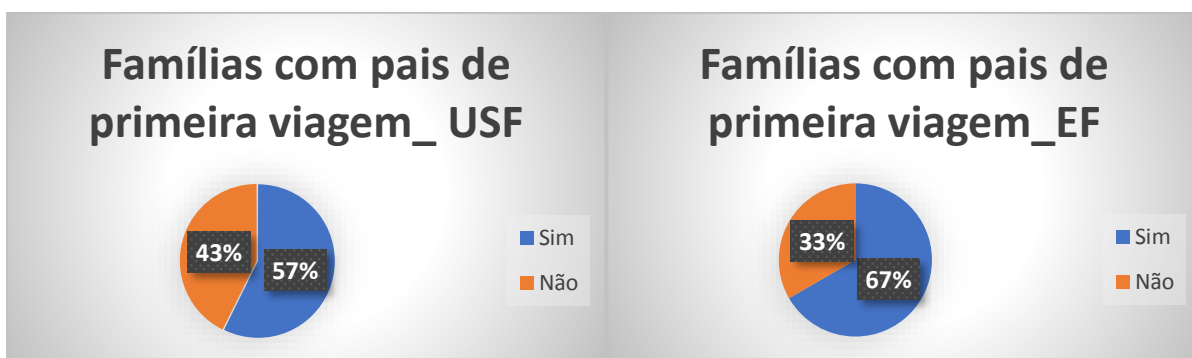 Famílias com pais de
primeira viagem_ USF
43%
57%
Sim
Não
Famílias com pais de
primeira viagem_EF
33%
67%
Sim
Não